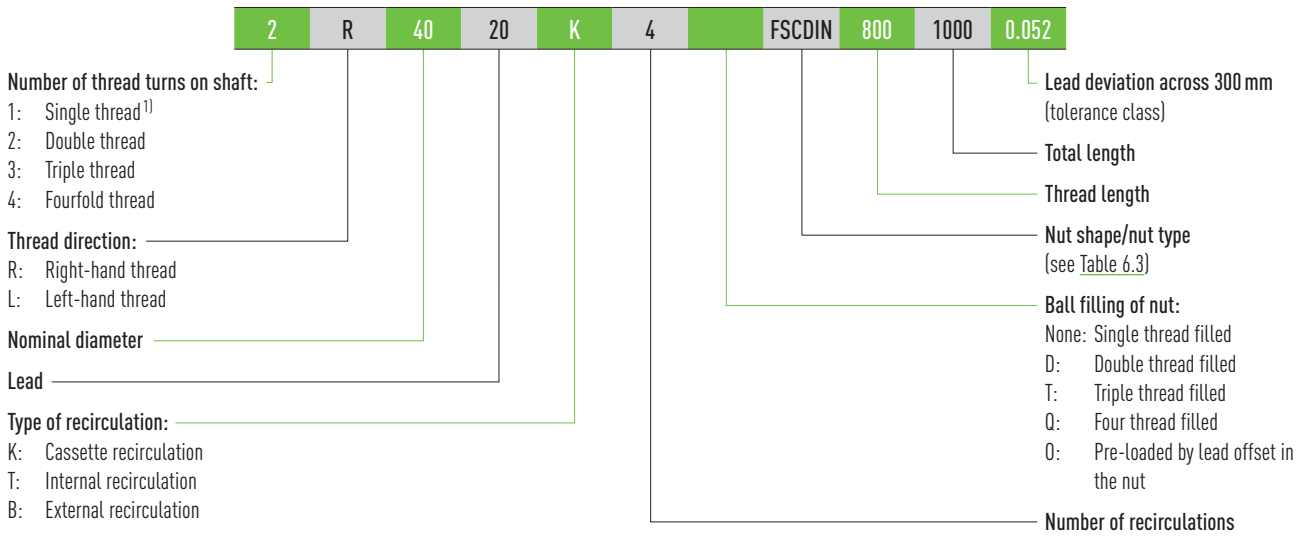 2 R 40 20 K 4 FSCDIN 800 1000 0.052
Number of thread turns on shaft:
1: Single thread1)
2: Double thread
3: Triple thread
4: Fourfold thread
Thread direction:
R: Right-hand thread
L: Left-hand thread
Nominal diameter
Lead
Type of recirculation:
K: Cassette recirculation
T: Internal recirculation
B: External recirculation
Lead deviation across 300 mm
(tolerance class)
Total length
Thread length
Nut shape/nut type
(see Table 6.3)
Ball filling of nut:
None: Single thread filled
D: Double thread filled
T: Triple thread filled
Q: Four thread filled
O: Pre-loaded by lead offset in
the nut
Number of recirculations